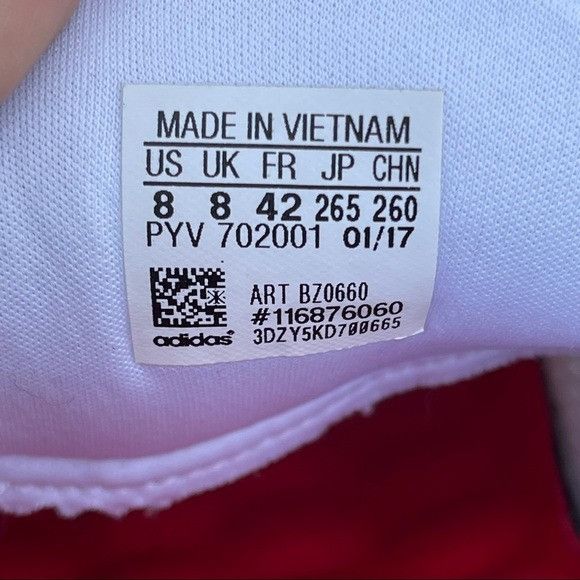 MADE IN VIETNAM
US UK FR JP CHN
8 8 42 265 260
PYV 702001 01/17
ART BZ0660
#116876060
3DZY5KD700665
adidas